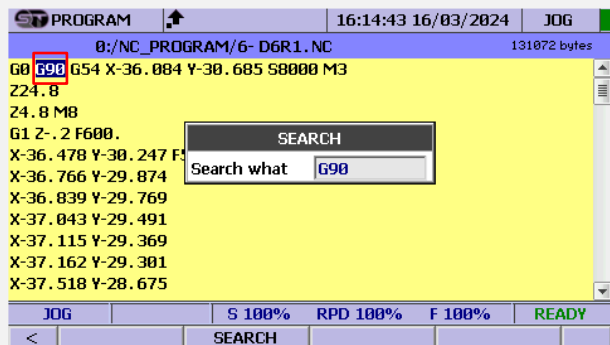 PROGRAM 16:14:43 16/03/2024 JOG
0:/NC_PROGRAM/6- D6R1.NC 131072 bytes
G0 G90 G54 X-36.084 Y-30.685 S8000 M3
Z24.8
Z4.8 M8
G1 Z-.2 F600.
X-36.478 Y-30.247 F
X-36.766 Y-29.874
X-36.839 Y-29.769
X-37.043 Y-29.491
X-37.115 Y-29.369
X-37.162 Y-29.301
X-37.518 Y-28.675
SEARCH
Search what G90
JOG S 100% RPD 100% F 100% READY
< SEARCH